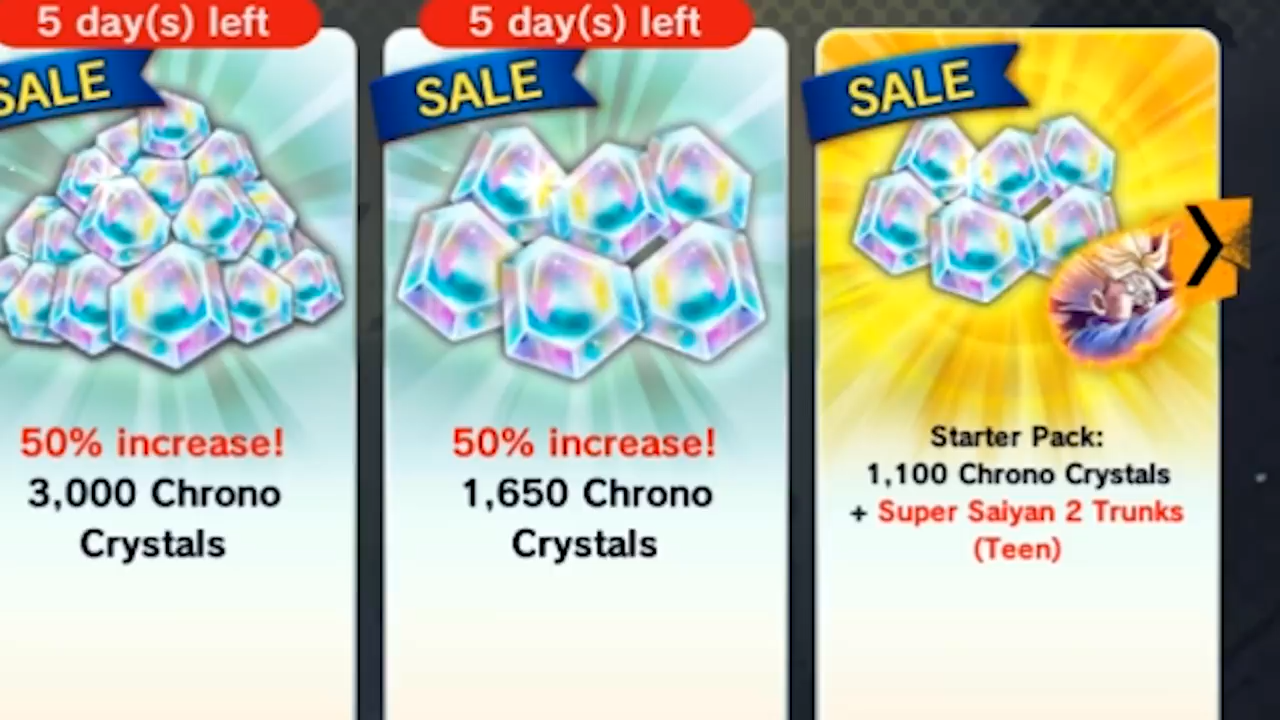 5 day(s) left
SALE
50% increase!
3,000 Chrono
Crystals
5 day(s) left
SALE
50% increase!
1,650 Chrono
Crystals
SALE
Starter Pack:
1,100 Chrono Crystals
+ Super Saiyan 2 Trunks
(Teen)